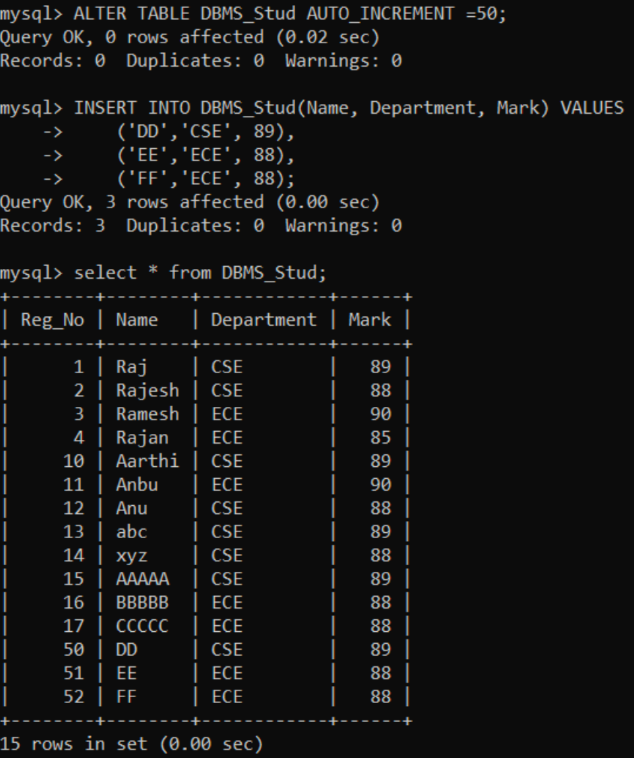 mysql> ALTER TABLE DBMS_Stud AUTO_INCREMENT =50;
Query OK, 0 rows affected (0.02 sec)
Records: 0  Duplicates: 0  Warnings: 0

mysql> INSERT INTO DBMS_Stud(Name, Department, Mark) VALUES
    ->     ('DD','CSE', 89),
    ->     ('EE','ECE', 88),
    ->     ('FF','ECE', 88);
Query OK, 3 rows affected (0.00 sec)
Records: 3  Duplicates: 0  Warnings: 0

mysql> select * from DBMS_Stud;
+--------+---------+------------+------+
| Reg_No | Name    | Department | Mark |
+--------+---------+------------+------+
|      1 | Raj     | CSE        |   89 |
|      2 | Rajesh  | CSE        |   88 |
|      3 | Ramesh  | ECE        |   90 |
|      4 | Rajan   | ECE        |   85 |
|     10 | Aarthi  | CSE        |   89 |
|     11 | Anbu    | ECE        |   90 |
|     12 | Anu     | CSE        |   88 |
|     13 | abc     | CSE        |   89 |
|     14 | xyz     | CSE        |   88 |
|     15 | AAAAA   | CSE        |   89 |
|     16 | BBBBB   | ECE        |   88 |
|     17 | CCCCC   | ECE        |   88 |
|     50 | DD      | CSE        |   89 |
|     51 | EE      | ECE        |   88 |
|     52 | FF      | ECE        |   88 |
+--------+---------+------------+------+
15 rows in set (0.00 sec)